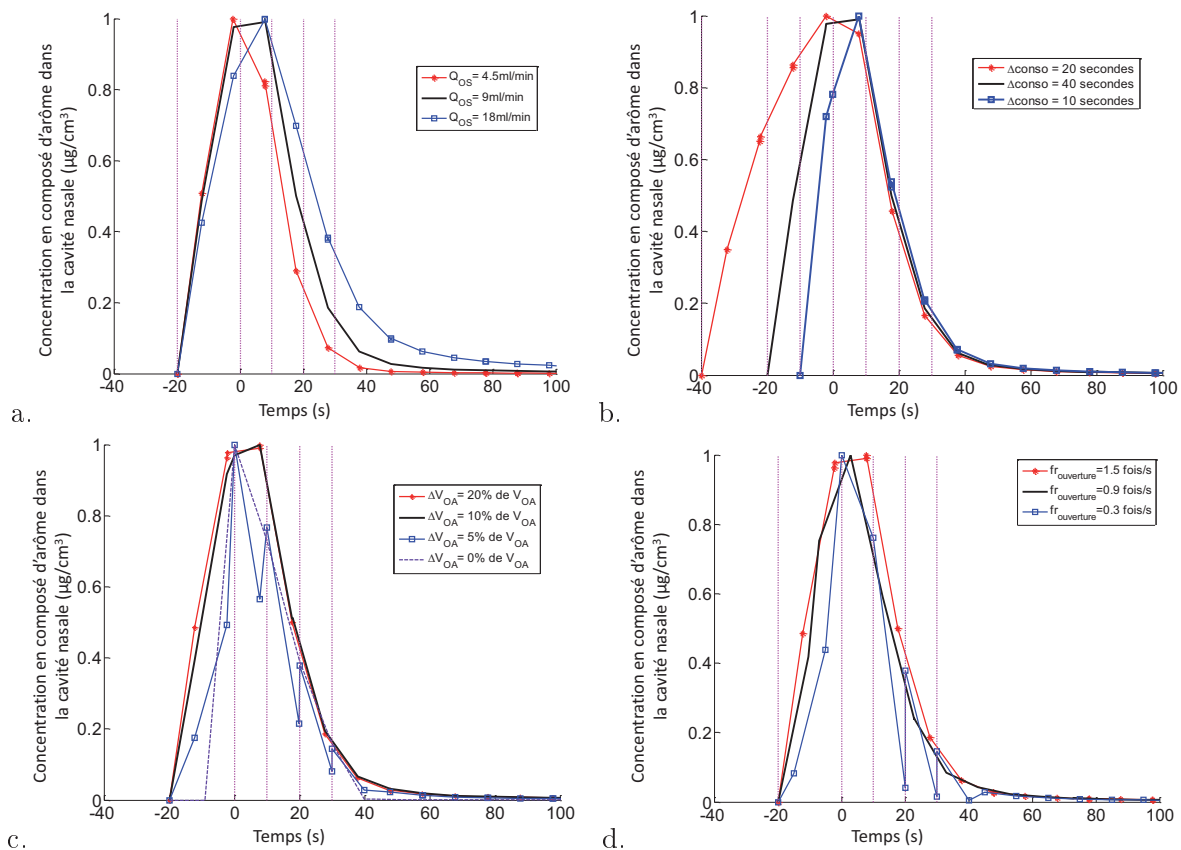 Concentration en composé d'arôme dans
la cavité nasale (µg/cm³)
1
0.8
0.6
0.4
0.2
0
-40 -20 0 20 40 60 80 100
Temps (s)
Q_OS= 4.5ml/min
Q_OS= 9ml/min
Q_OS= 18ml/min
a.
Concentration en composé d'arôme dans
la cavité nasale (µg/cm³)
1
0.8
0.6
0.4
0.2
0
-40 -20 0 20 40 60 80 100
Temps (s)
Δconso = 20 secondes
Δconso = 40 secondes
Δconso = 10 secondes
b.
Concentration en composé d'arôme dans
la cavité nasale (µg/cm³)
1
0.8
0.6
0.4
0.2
0
-40 -20 0 20 40 60 80 100
Temps (s)
ΔV_OA= 20% de V_OA
ΔV_OA= 10% de V_OA
ΔV_OA= 5% de V_OA
ΔV_OA= 0% de V_OA
c.
Concentration en composé d'arôme dans
la cavité nasale (µg/cm³)
1
0.8
0.6
0.4
0.2
0
-40 -20 0 20 40 60 80 100
Temps (s)
fr_ouverture=1.5 fois/s
fr_ouverture=0.9 fois/s
fr_ouverture=0.3 fois/s
d.